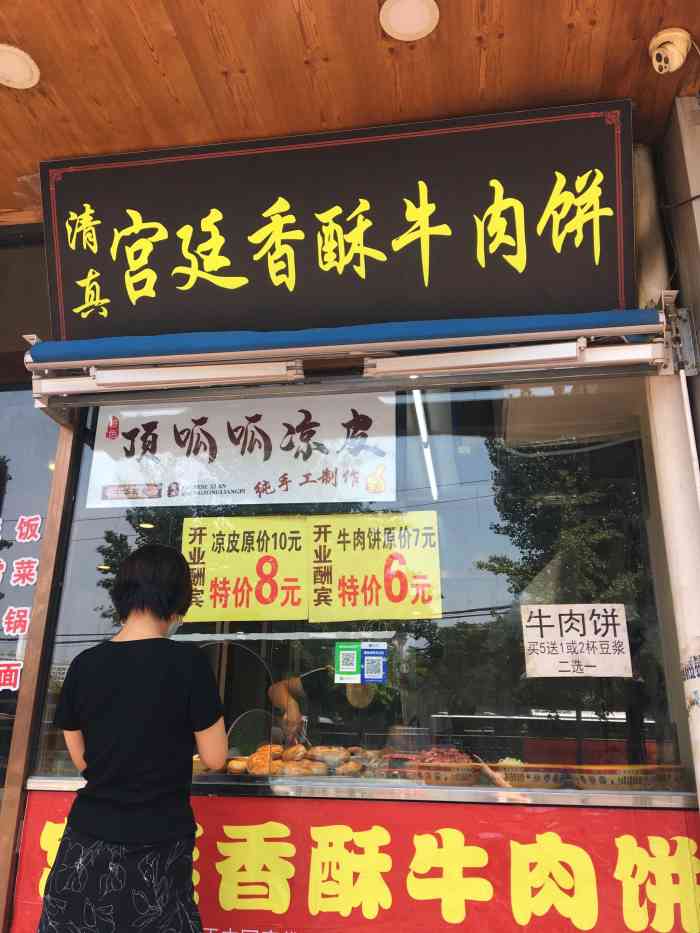 清真
宫廷香酥牛肉饼
顶呱呱凉皮
纯手工制作
开业酬宾
凉皮原价10元
特价8元
开业酬宾
牛肉饼原价7元
特价6元
牛肉饼
买5送1或2杯豆浆
二选一
饭
菜
锅
面
香酥牛肉饼